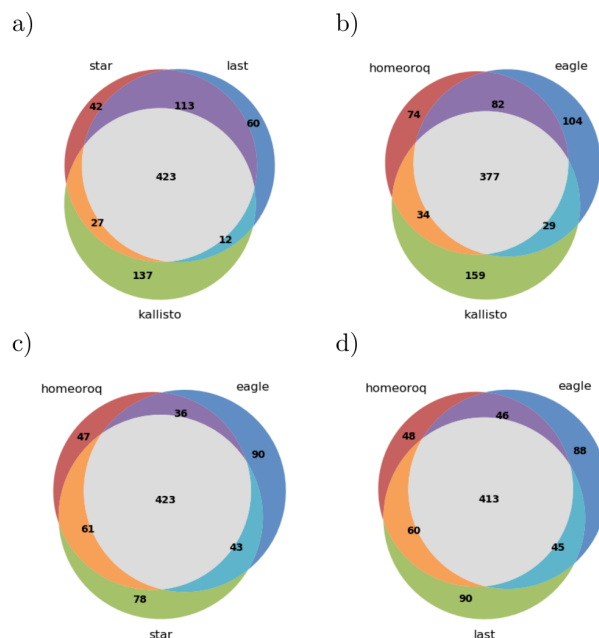 a)
star
last
42
113
60
423
27
12
137
kallisto
b)
homeoroq
eagle
74
82
104
377
34
29
159
kallisto
c)
homeoroq
eagle
47
36
90
423
61
43
78
star
d)
homeoroq
eagle
48
46
88
413
60
45
90
last